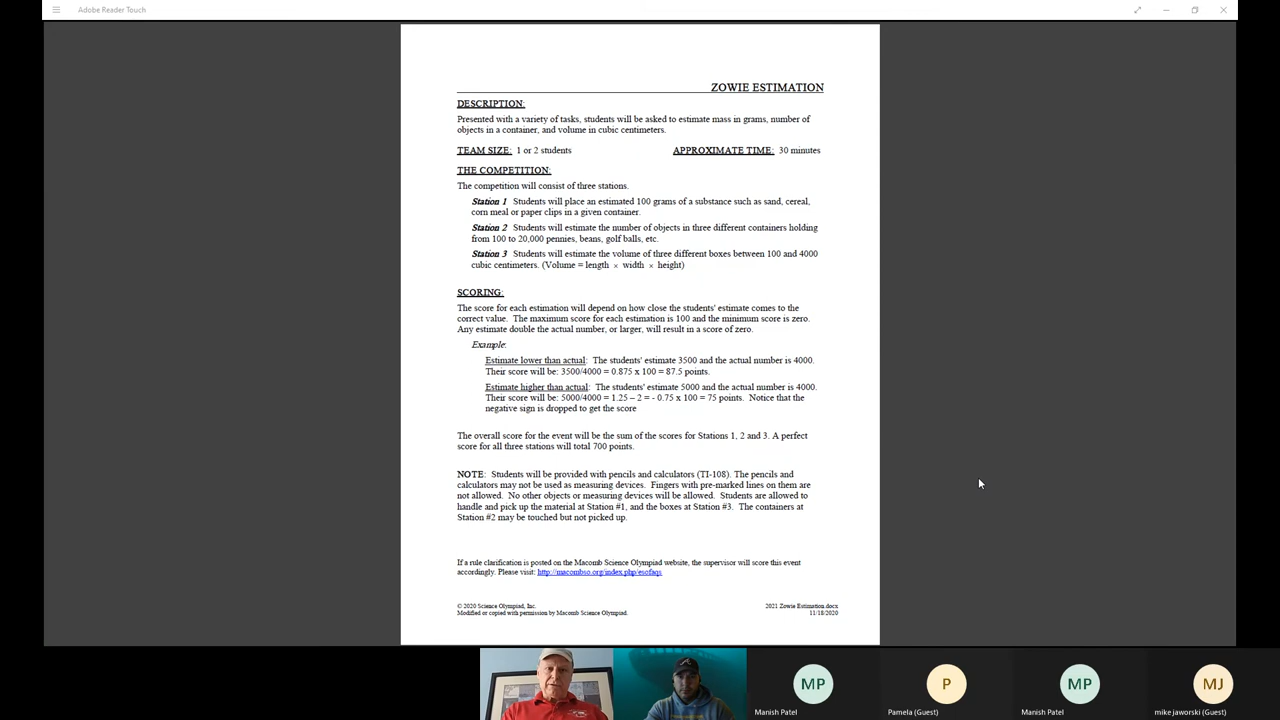 Adobe Reader Touch
ZOWIE ESTIMATION
DESCRIPTION:
Presented with a variety of tasks, students will be asked to estimate mass in grams, number of
objects in a container, and volume in cubic centimeters.
TEAM SIZE: 1 or 2 students APPROXIMATE TIME: 30 minutes
THE COMPETITION:
The competition will consist of three stations.
Station 1 Students will place an estimated 100 grams of a substance such as sand, cereal,
corn meal or paper clips in a given container.
Station 2 Students will estimate the number of objects in three different containers holding
from 100 to 20,000 pennies, beans, golf balls, etc.
Station 3 Students will estimate the volume of three different boxes between 100 and 4000
cubic centimeters. (Volume = length × width × height)
SCORING:
The score for each estimation will depend on how close the students' estimate comes to the
correct value. The maximum score for each estimation is 100 and the minimum score is zero.
Any estimate double the actual number, or larger, will result in a score of zero.
Example:
Estimate lower than actual: The students' estimate 3500 and the actual number is 4000.
Their score will be: 3500/4000 = 0.875 x 100 = 87.5 points.
Estimate higher than actual: The students' estimate 5000 and the actual number is 4000.
Their score will be: 5000/4000 = 1.25 – 2 = - 0.75 x 100 = 75 points. Notice that the
negative sign is dropped to get the score
The overall score for the event will be the sum of the scores for Stations 1, 2 and 3. A perfect
score for all three stations will total 700 points.
NOTE: Students will be provided with pencils and calculators (TI-108). The pencils and
calculators may not be used as measuring devices. Fingers with pre-marked lines on them are
not allowed. No other objects or measuring devices will be allowed. Students are allowed to
handle and pick up the material at Station #1, and the boxes at Station #3. The containers at
Station #2 may be touched but not picked up.
If a rule clarification is posted on the Macomb Science Olympiad website, the supervisor will score this event
accordingly. Please visit: http://macombso.org/index.php/esofaqs
© 2020 Science Olympiad, Inc. 2021 Zowie Estimation.docx
Modified or copied with permission by Macomb Science Olympiad. 11/18/2020
MP P MP MJ
Manish Patel Pamela (Guest) Manish Patel mike jaworski (Guest)